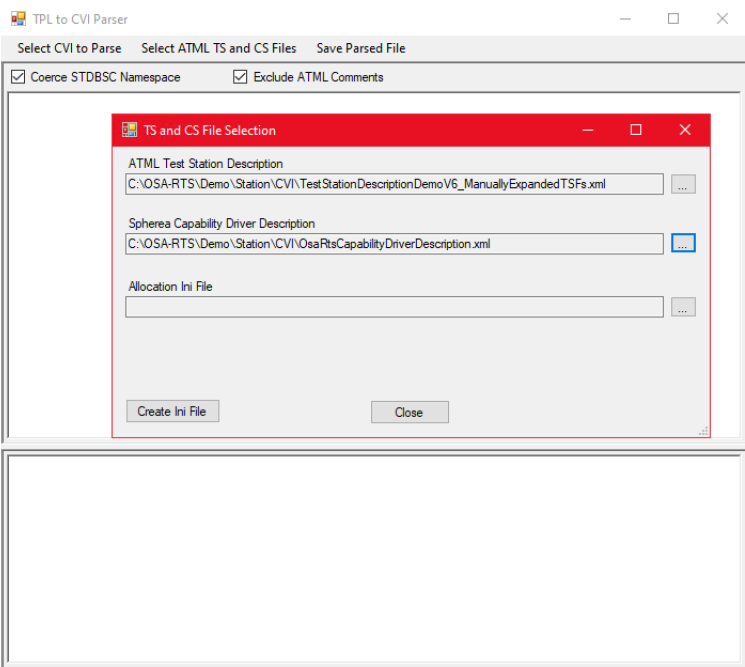 TPL to CVI Parser
Select CVI to Parse Select ATML TS and CS Files Save Parsed File
Coerce STDBSC Namespace Exclude ATML Comments
TS and CS File Selection
ATML Test Station Description
C:\OSA-RTS\Demo\Station\CVI\TestStationDescriptionDemoV6_ManuallyExpandedTSFs.xml ...
Spherea Capability Driver Description
C:\OSA-RTS\Demo\Station\CVI\OsaRtsCapabilityDriverDescription.xml ...
Allocation Ini File
...
Create Ini File Close